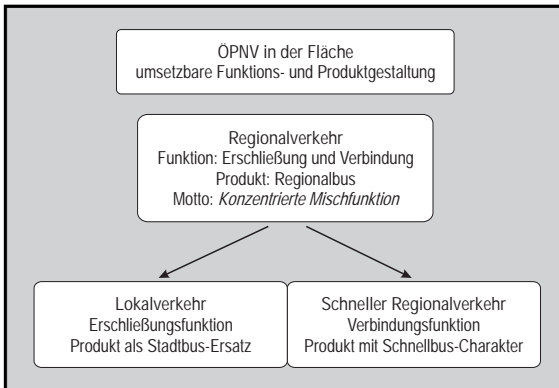 ÖPNV in der Fläche
umsetzbare Funktions- und Produktgestaltung
Regionalverkehr
Funktion: Erschließung und Verbindung
Produkt: Regionalbus
Motto: Konzentrierte Mischfunktion
Lokalverkehr
Erschließungsfunktion
Produkt als Stadtbus-Ersatz
Schneller Regionalverkehr
Verbindungsfunktion
Produkt mit Schnellbus-Charakter